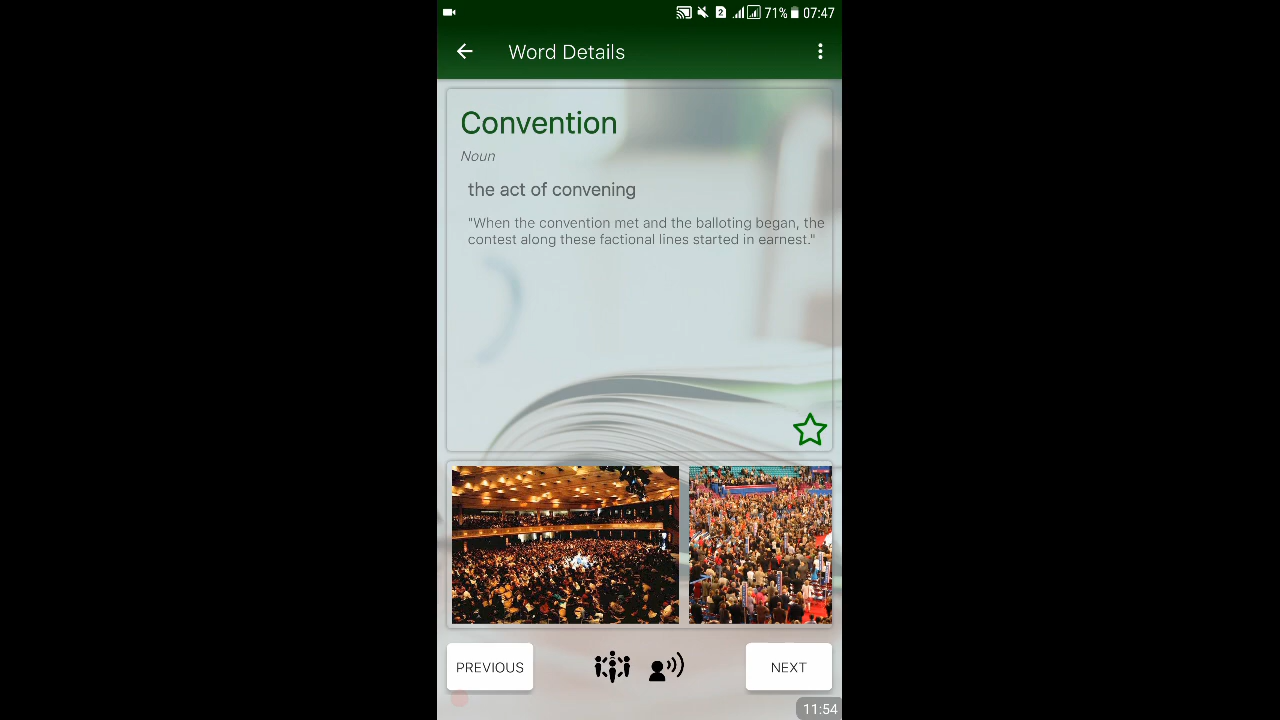 2 71% 07:47
Word Details
Convention
Noun
the act of convening
"When the convention met and the balloting began, the
contest along these factional lines started in earnest."
PREVIOUS
NEXT
11:54